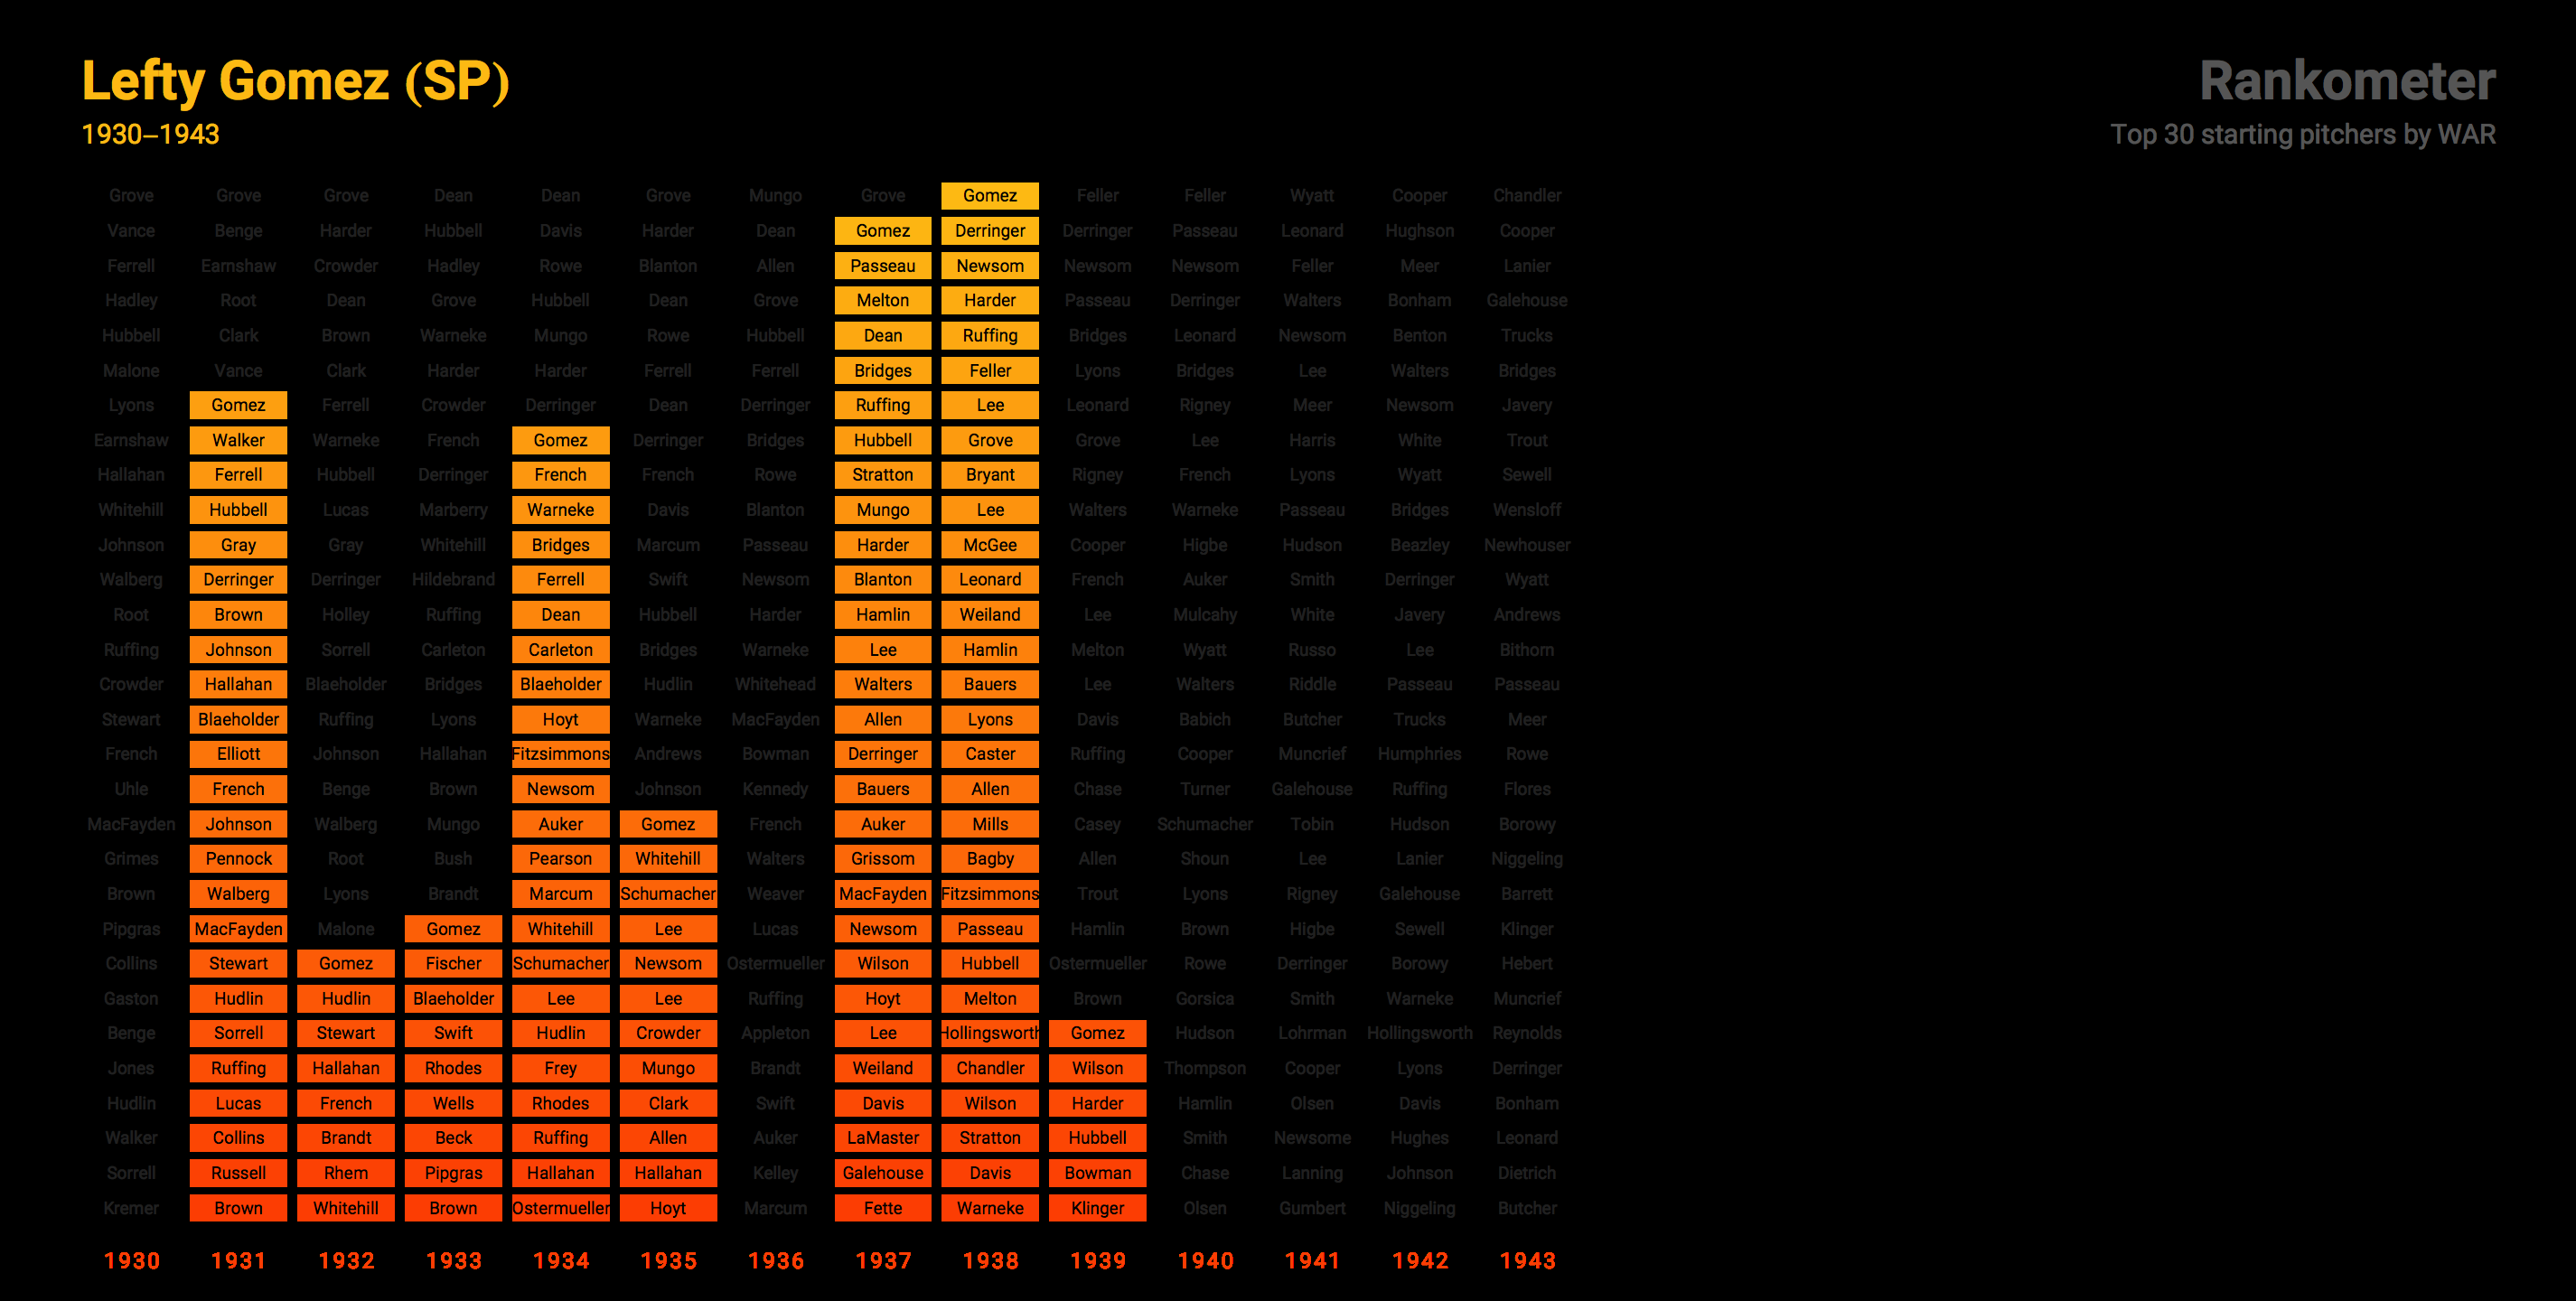 Lefty Gomez (SP)
Rankometer
1930–1943
Top 30 starting pitchers by WAR
Grove Grove Grove Dean Dean Grove Mungo Grove Gomez Feller Feller Wyatt Cooper Chandler
Vance Benge Harder Hubbell Davis Harder Dean Gomez Derringer Derringer Passeau Leonard Hughson Cooper
Ferrell Earnshaw Crowder Hadley Rowe Blanton Allen Passeau Newsom Newsom Newsom Feller Meer Lanier
Hadley Root Dean Grove Hubbell Dean Grove Melton Harder Passeau Derringer Walters Bonham Galehouse
Hubbell Clark Brown Warneke Mungo Rowe Hubbell Dean Ruffing Bridges Leonard Newsom Benton Trucks
Malone Vance Clark Harder Harder Ferrell Ferrell Bridges Feller Lyons Bridges Lee Walters Bridges
Lyons Gomez Ferrell Crowder Derringer Dean Derringer Ruffing Lee Leonard Rigney Meer Newsom Javery
Earnshaw Walker Warneke French Gomez Derringer Bridges Hubbell Grove Grove Lee Harris White Trout
Hallahan Ferrell Hubbell Derringer French French Rowe Stratton Bryant Rigney French Lyons Wyatt Sewell
Whitehill Hubbell Lucas Marberry Warneke Davis Blanton Mungo Lee Walters Warneke Passeau Bridges Wensloff
Johnson Gray Gray Whitehill Bridges Marcum Passeau Harder McGee Cooper Higbe Hudson Beazley Newhouser
Walberg Derringer Derringer Hildebrand Ferrell Swift Newsom Blanton Leonard French Auker Smith Derringer Wyatt
Root Brown Holley Ruffing Dean Hubbell Harder Hamlin Weiland Lee Mulcahy White Javery Andrews
Ruffing Johnson Sorrell Carleton Carleton Bridges Warneke Lee Hamlin Melton Wyatt Russo Lee Bithorn
Crowder Hallahan Blaeholder Bridges Blaeholder Hudlin Whitehead Walters Bauers Lee Walters Riddle Passeau Passeau
Stewart Blaeholder Ruffing Lyons Hoyt Warneke MacFayden Allen Lyons Davis Babich Butcher Trucks Meer
French Elliott Johnson Hallahan Fitzsimmons Andrews Bowman Derringer Caster Ruffing Cooper Muncrief Humphries Rowe
Uhle French Benge Brown Newsom Johnson Kennedy Bauers Allen Chase Turner Galehouse Ruffing Flores
MacFayden Johnson Walberg Mungo Auker Gomez French Auker Mills Casey Schumacher Tobin Hudson Borowy
Grimes Pennock Root Bush Pearson Whitehill Walters Grissom Bagby Allen Shoun Lee Lanier Niggeling
Brown Walberg Lyons Brandt Marcum Schumacher Weaver MacFayden Fitzsimmons Trout Lyons Rigney Galehouse Barrett
Pipgras MacFayden Malone Gomez Whitehill Lee Lucas Newsom Passeau Hamlin Brown Higbe Sewell Klinger
Collins Stewart Gomez Fischer Schumacher Newsom Ostermueller Wilson Hubbell Ostermueller Rowe Derringer Borowy Hebert
Gaston Hudlin Hudlin Blaeholder Lee Lee Ruffing Hoyt Melton Brown Gorsica Smith Warneke Muncrief
Benge Sorrell Stewart Swift Hudlin Crowder Appleton Lee Hollingsworth Gomez Hudson Lohrman Hollingsworth Reynolds
Jones Ruffing Hallahan Rhodes Frey Mungo Brandt Weiland Chandler Wilson Thompson Cooper Lyons Derringer
Hudlin Lucas French Wells Rhodes Clark Swift Davis Wilson Harder Hamlin Olsen Davis Bonham
Walker Collins Brandt Beck Ruffing Allen Auker LaMaster Stratton Hubbell Smith Newsome Hughes Leonard
Sorrell Russell Rhem Pipgras Hallahan Hallahan Kelley Galehouse Davis Bowman Chase Lanning Johnson Dietrich
Kremer Brown Whitehill Brown Ostermueller Hoyt Marcum Fette Warneke Klinger Olsen Gumbert Niggeling Butcher
1930 1931 1932 1933 1934 1935 1936 1937 1938 1939 1940 1941 1942 1943